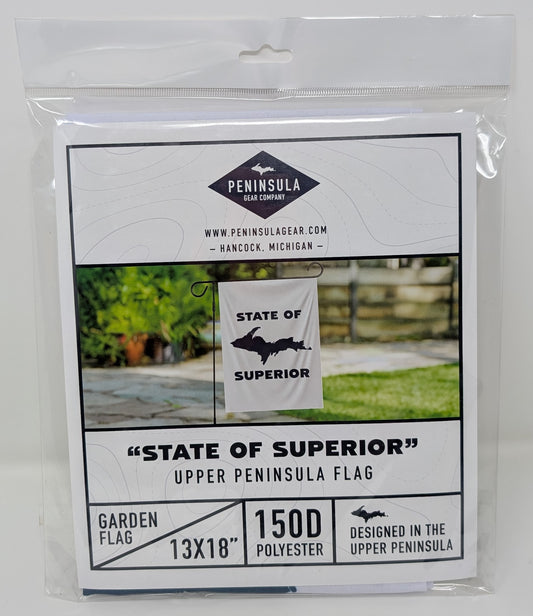 PENINSULA
GEAR COMPANY
WWW.PENINSULAGEAR.COM
– HANCOCK, MICHIGAN –
STATE OF
SUPERIOR
“STATE OF SUPERIOR”
UPPER PENINSULA FLAG
GARDEN
FLAG
13X18”
150D
POLYESTER
DESIGNED IN THE
UPPER PENINSULA